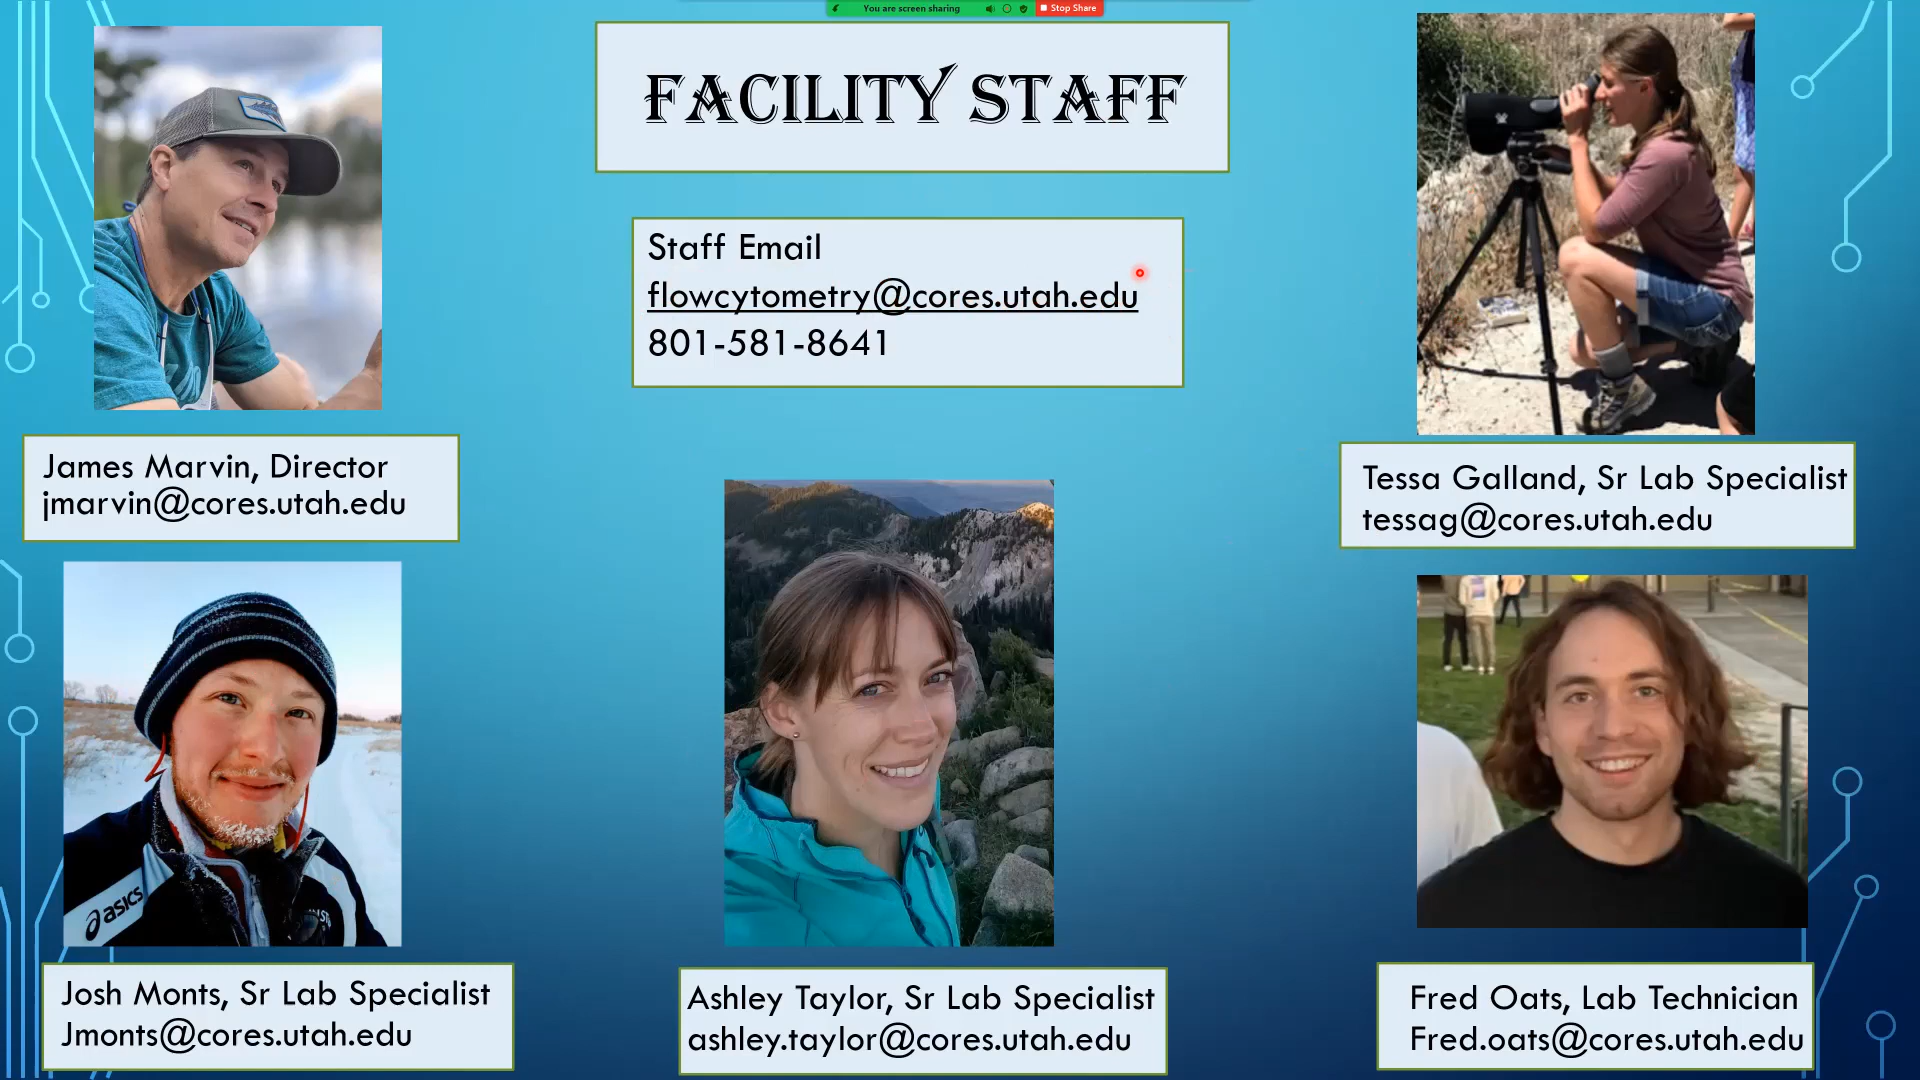 You are screen sharing
Stop Share
FACILITY STAFF
Staff Email
flowcytometry@cores.utah.edu
801-581-8641
James Marvin, Director
jmarvin@cores.utah.edu
Tessa Galland, Sr Lab Specialist
tessag@cores.utah.edu
asics
Josh Monts, Sr Lab Specialist
Jmonts@cores.utah.edu
Ashley Taylor, Sr Lab Specialist
ashley.taylor@cores.utah.edu
Fred Oats, Lab Technician
Fred.oats@cores.utah.edu